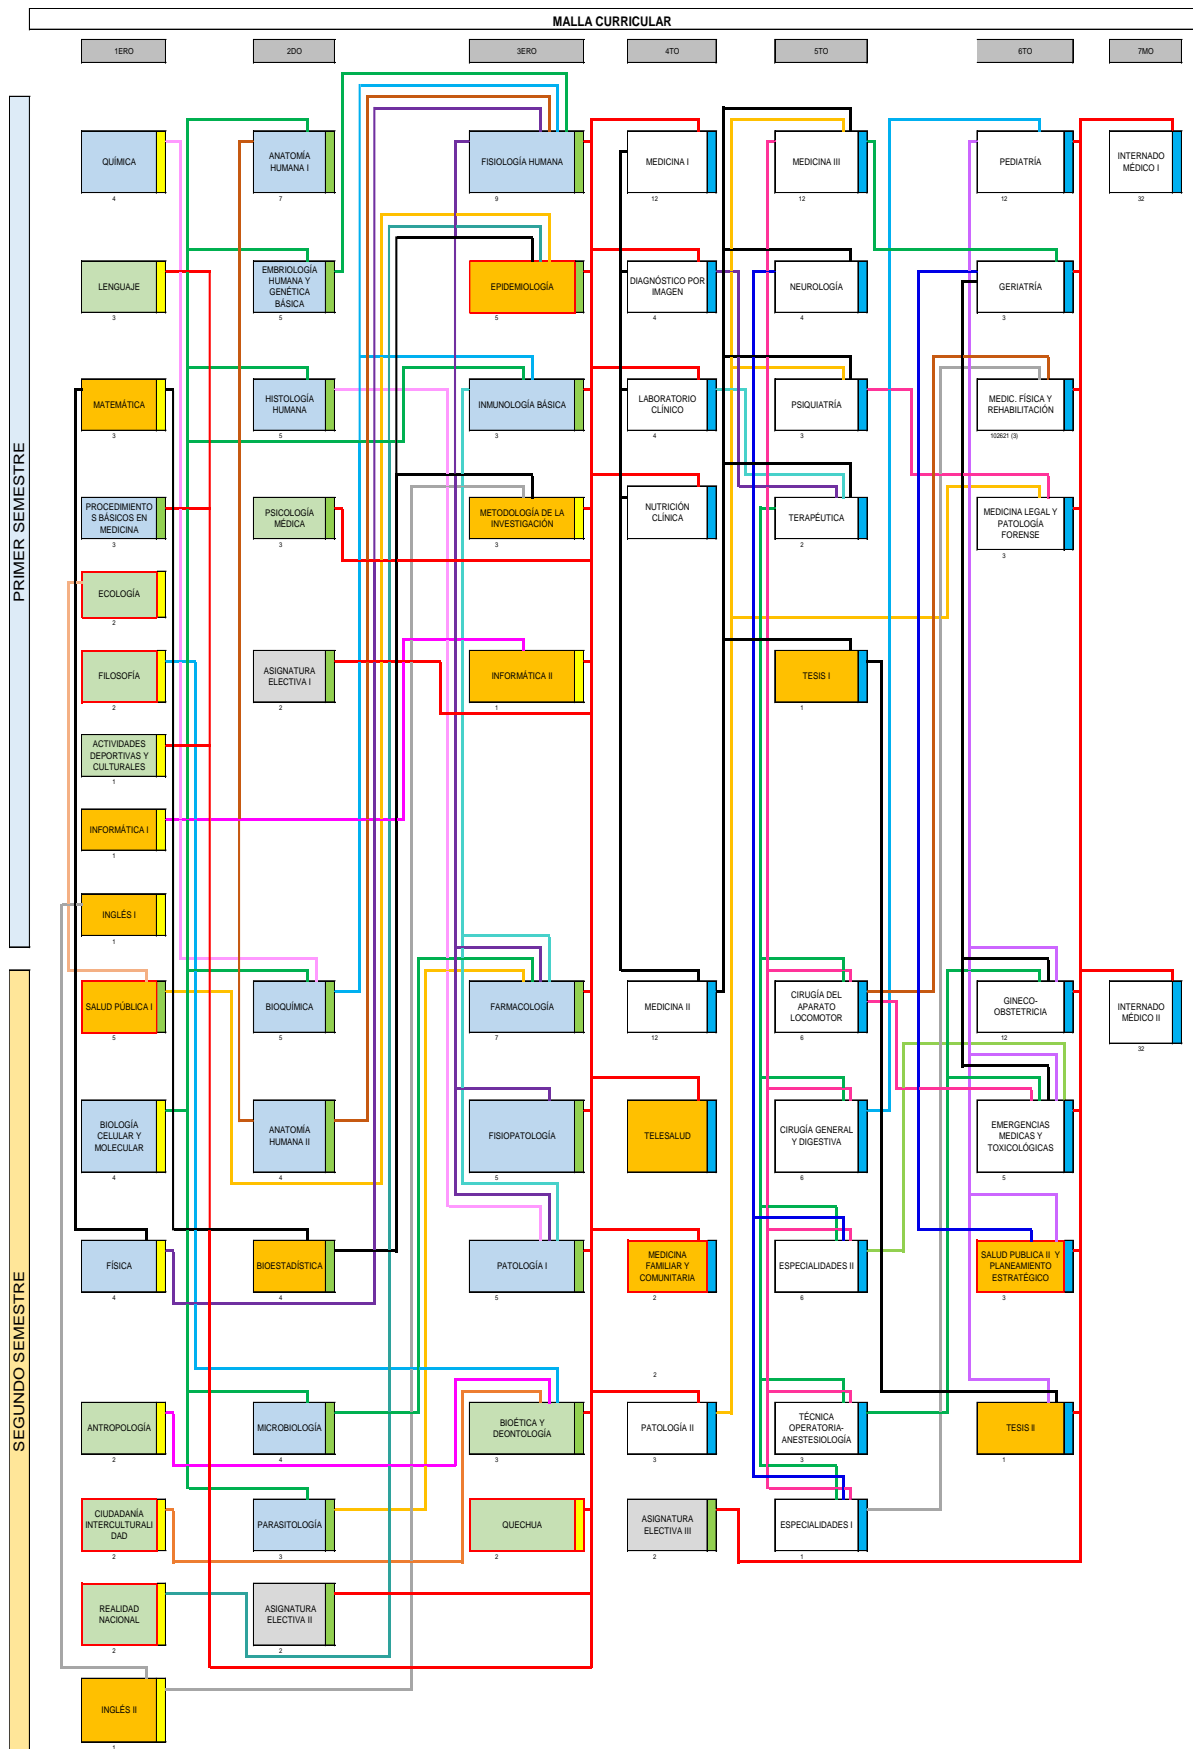 MALLA CURRICULAR
1ERO
2DO
3ERO
4TO
5TO
6TO
7MO
PRIMER SEMESTRE
QUÍMICA
4
ANATOMÍA
HUMANA I
7
FISIOLOGÍA HUMANA
9
MEDICINA I
12
MEDICINA III
12
PEDIATRÍA
12
INTERNADO
MÉDICO I
32
LENGUAJE
3
EMBRIOLOGÍA
HUMANA Y
GENÉTICA
BÁSICA
5
EPIDEMIOLOGÍA
5
DIAGNÓSTICO POR
IMAGEN
4
NEUROLOGÍA
4
GERIATRÍA
3
MATEMÁTICA
3
HISTOLOGÍA
HUMANA
5
INMUNOLOGÍA BÁSICA
3
LABORATORIO
CLÍNICO
4
PSIQUIATRÍA
3
MEDIC. FÍSICA Y
REHABILITACIÓN
102621 (3)
PROCEDIMIENTO
S BÁSICOS EN
MEDICINA
3
PSICOLOGÍA
MÉDICA
3
METODOLOGÍA DE LA
INVESTIGACIÓN
3
NUTRICIÓN
CLÍNICA
3
TERAPÉUTICA
2
MEDICINA LEGAL Y
PATOLOGÍA
FORENSE
3
ECOLOGÍA
2
FILOSOFÍA
2
ASIGNATURA
ELECTIVA I
2
INFORMÁTICA II
1
TESIS I
1
ACTIVIDADES
DEPORTIVAS Y
CULTURALES
1
INFORMÁTICA I
1
INGLÉS I
1
SEGUNDO SEMESTRE
SALUD PÚBLICA I
5
BIOQUÍMICA
5
FARMACOLOGÍA
7
MEDICINA II
12
CIRUGÍA DEL
APARATO
LOCOMOTOR
6
GINECO-
OBSTETRICIA
12
INTERNADO
MÉDICO II
32
BIOLOGÍA
CELULAR Y
MOLECULAR
4
ANATOMÍA
HUMANA II
4
FISIOPATOLOGÍA
5
TELESALUD
CIRUGÍA GENERAL
Y DIGESTIVA
6
EMERGENCIAS
MEDICAS Y
TOXICOLÓGICAS
5
FÍSICA
4
BIOESTADÍSTICA
4
PATOLOGÍA I
5
MEDICINA
FAMILIAR Y
COMUNITARIA
2
ESPECIALIDADES II
6
SALUD PUBLICA II Y
PLANEAMIENTO
ESTRATÉGICO
3
2
ANTROPOLOGÍA
2
MICROBIOLOGÍA
4
BIOÉTICA Y
DEONTOLOGÍA
3
PATOLOGÍA II
3
TÉCNICA
OPERATORIA-
ANESTESIOLOGÍA
3
TESIS II
1
CIUDADANÍA
INTERCULTURALI
DAD
2
PARASITOLOGÍA
3
QUECHUA
2
ASIGNATURA
ELECTIVA III
2
ESPECIALIDADES I
1
REALIDAD
NACIONAL
2
ASIGNATURA
ELECTIVA II
2
INGLÉS II
1